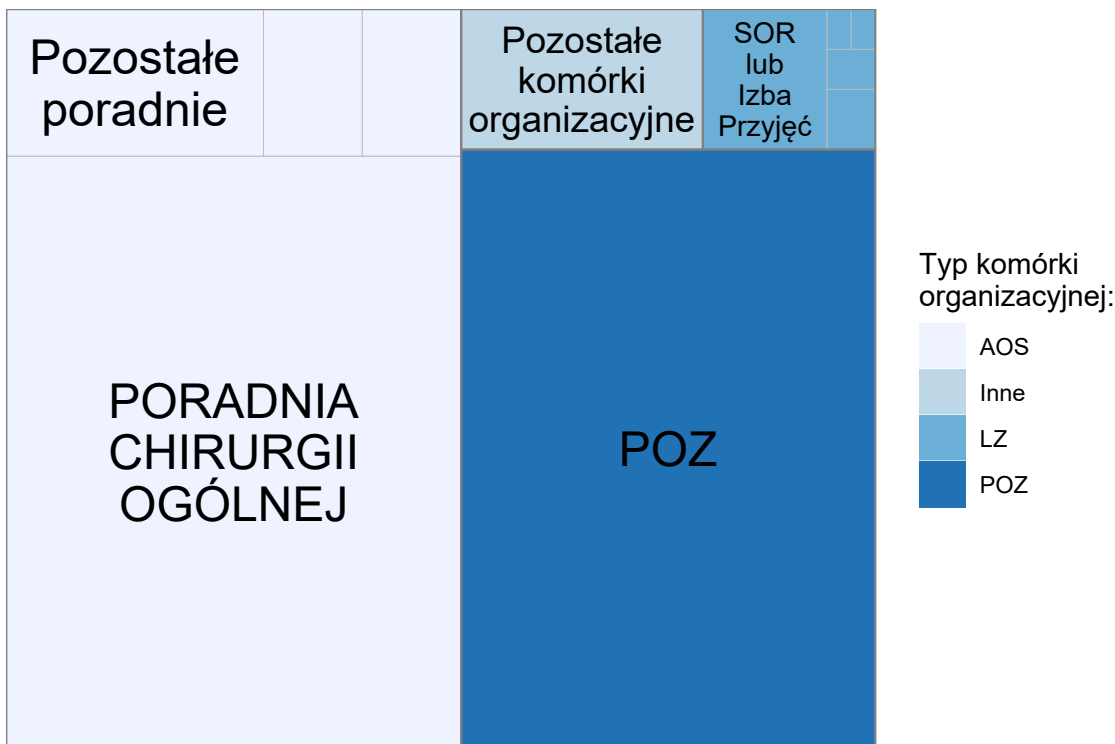 Pozostałe
poradnie
Pozostałe
komórki
organizacyjne
SOR
lub
Izba
Przyjęć
PORADNIA
CHIRURGII
OGÓLNEJ
POZ
Typ komórki
organizacyjnej:
AOS
Inne
LZ
POZ